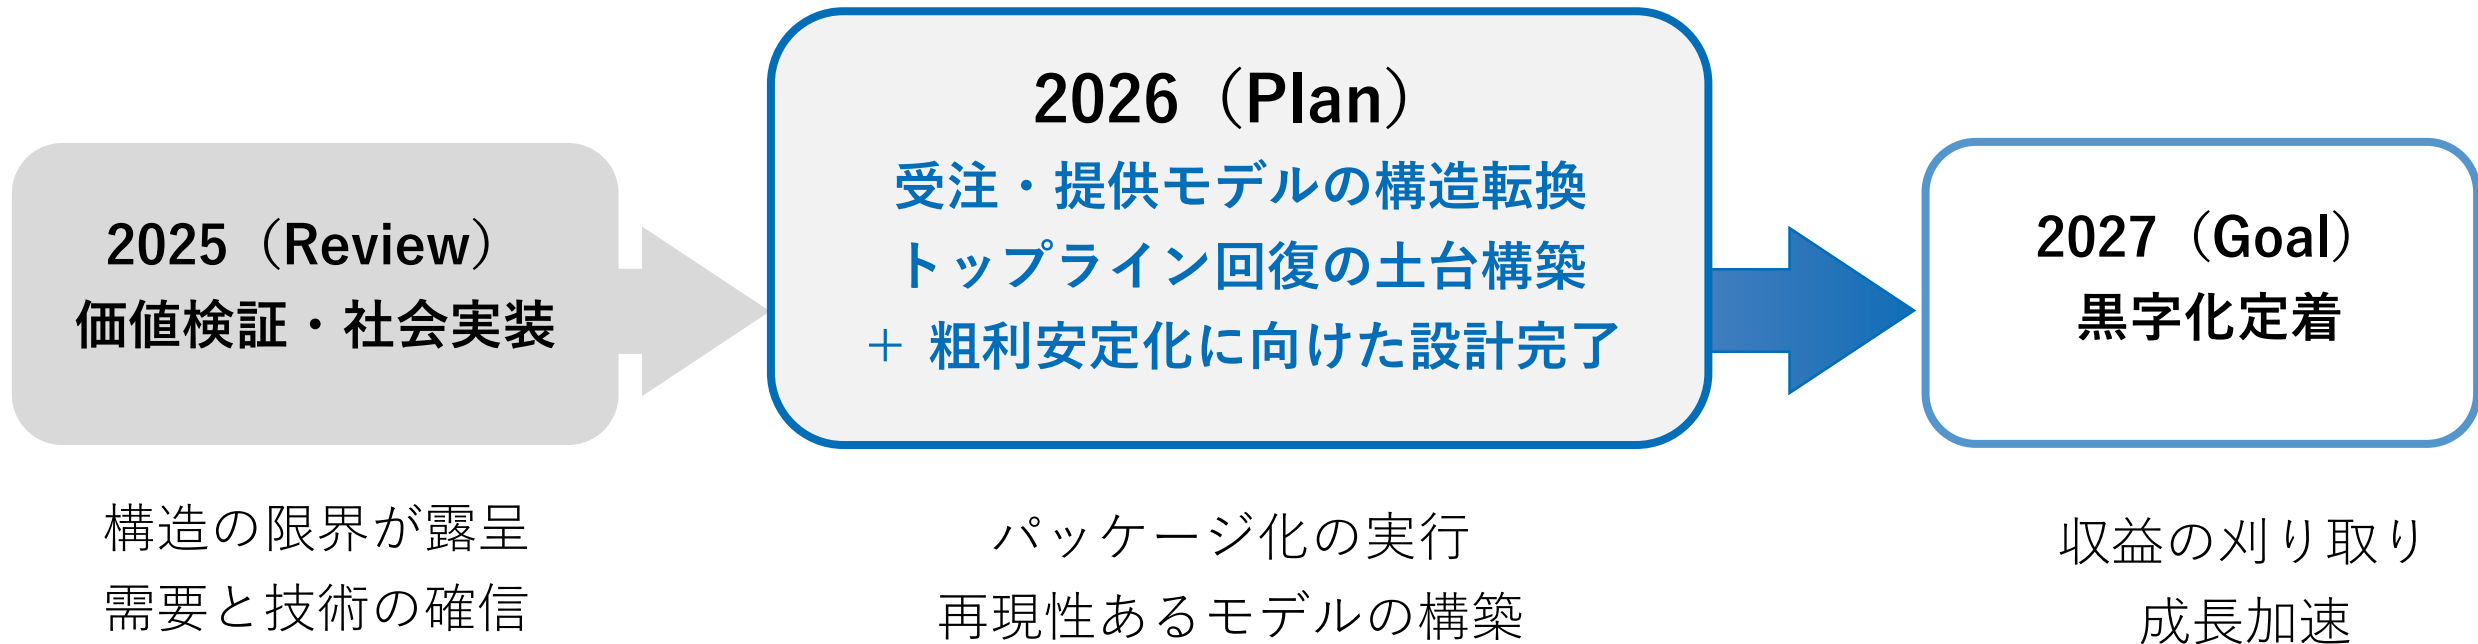 2025（Review）
価値検証・社会実装
構造の限界が露呈
需要と技術の確信
2026（Plan）
受注・提供モデルの構造転換
トップライン回復の土台構築
＋ 粗利安定化に向けた設計完了
パッケージ化の実行
再現性あるモデルの構築
2027（Goal）
黒字化定着
収益の刈り取り
成長加速